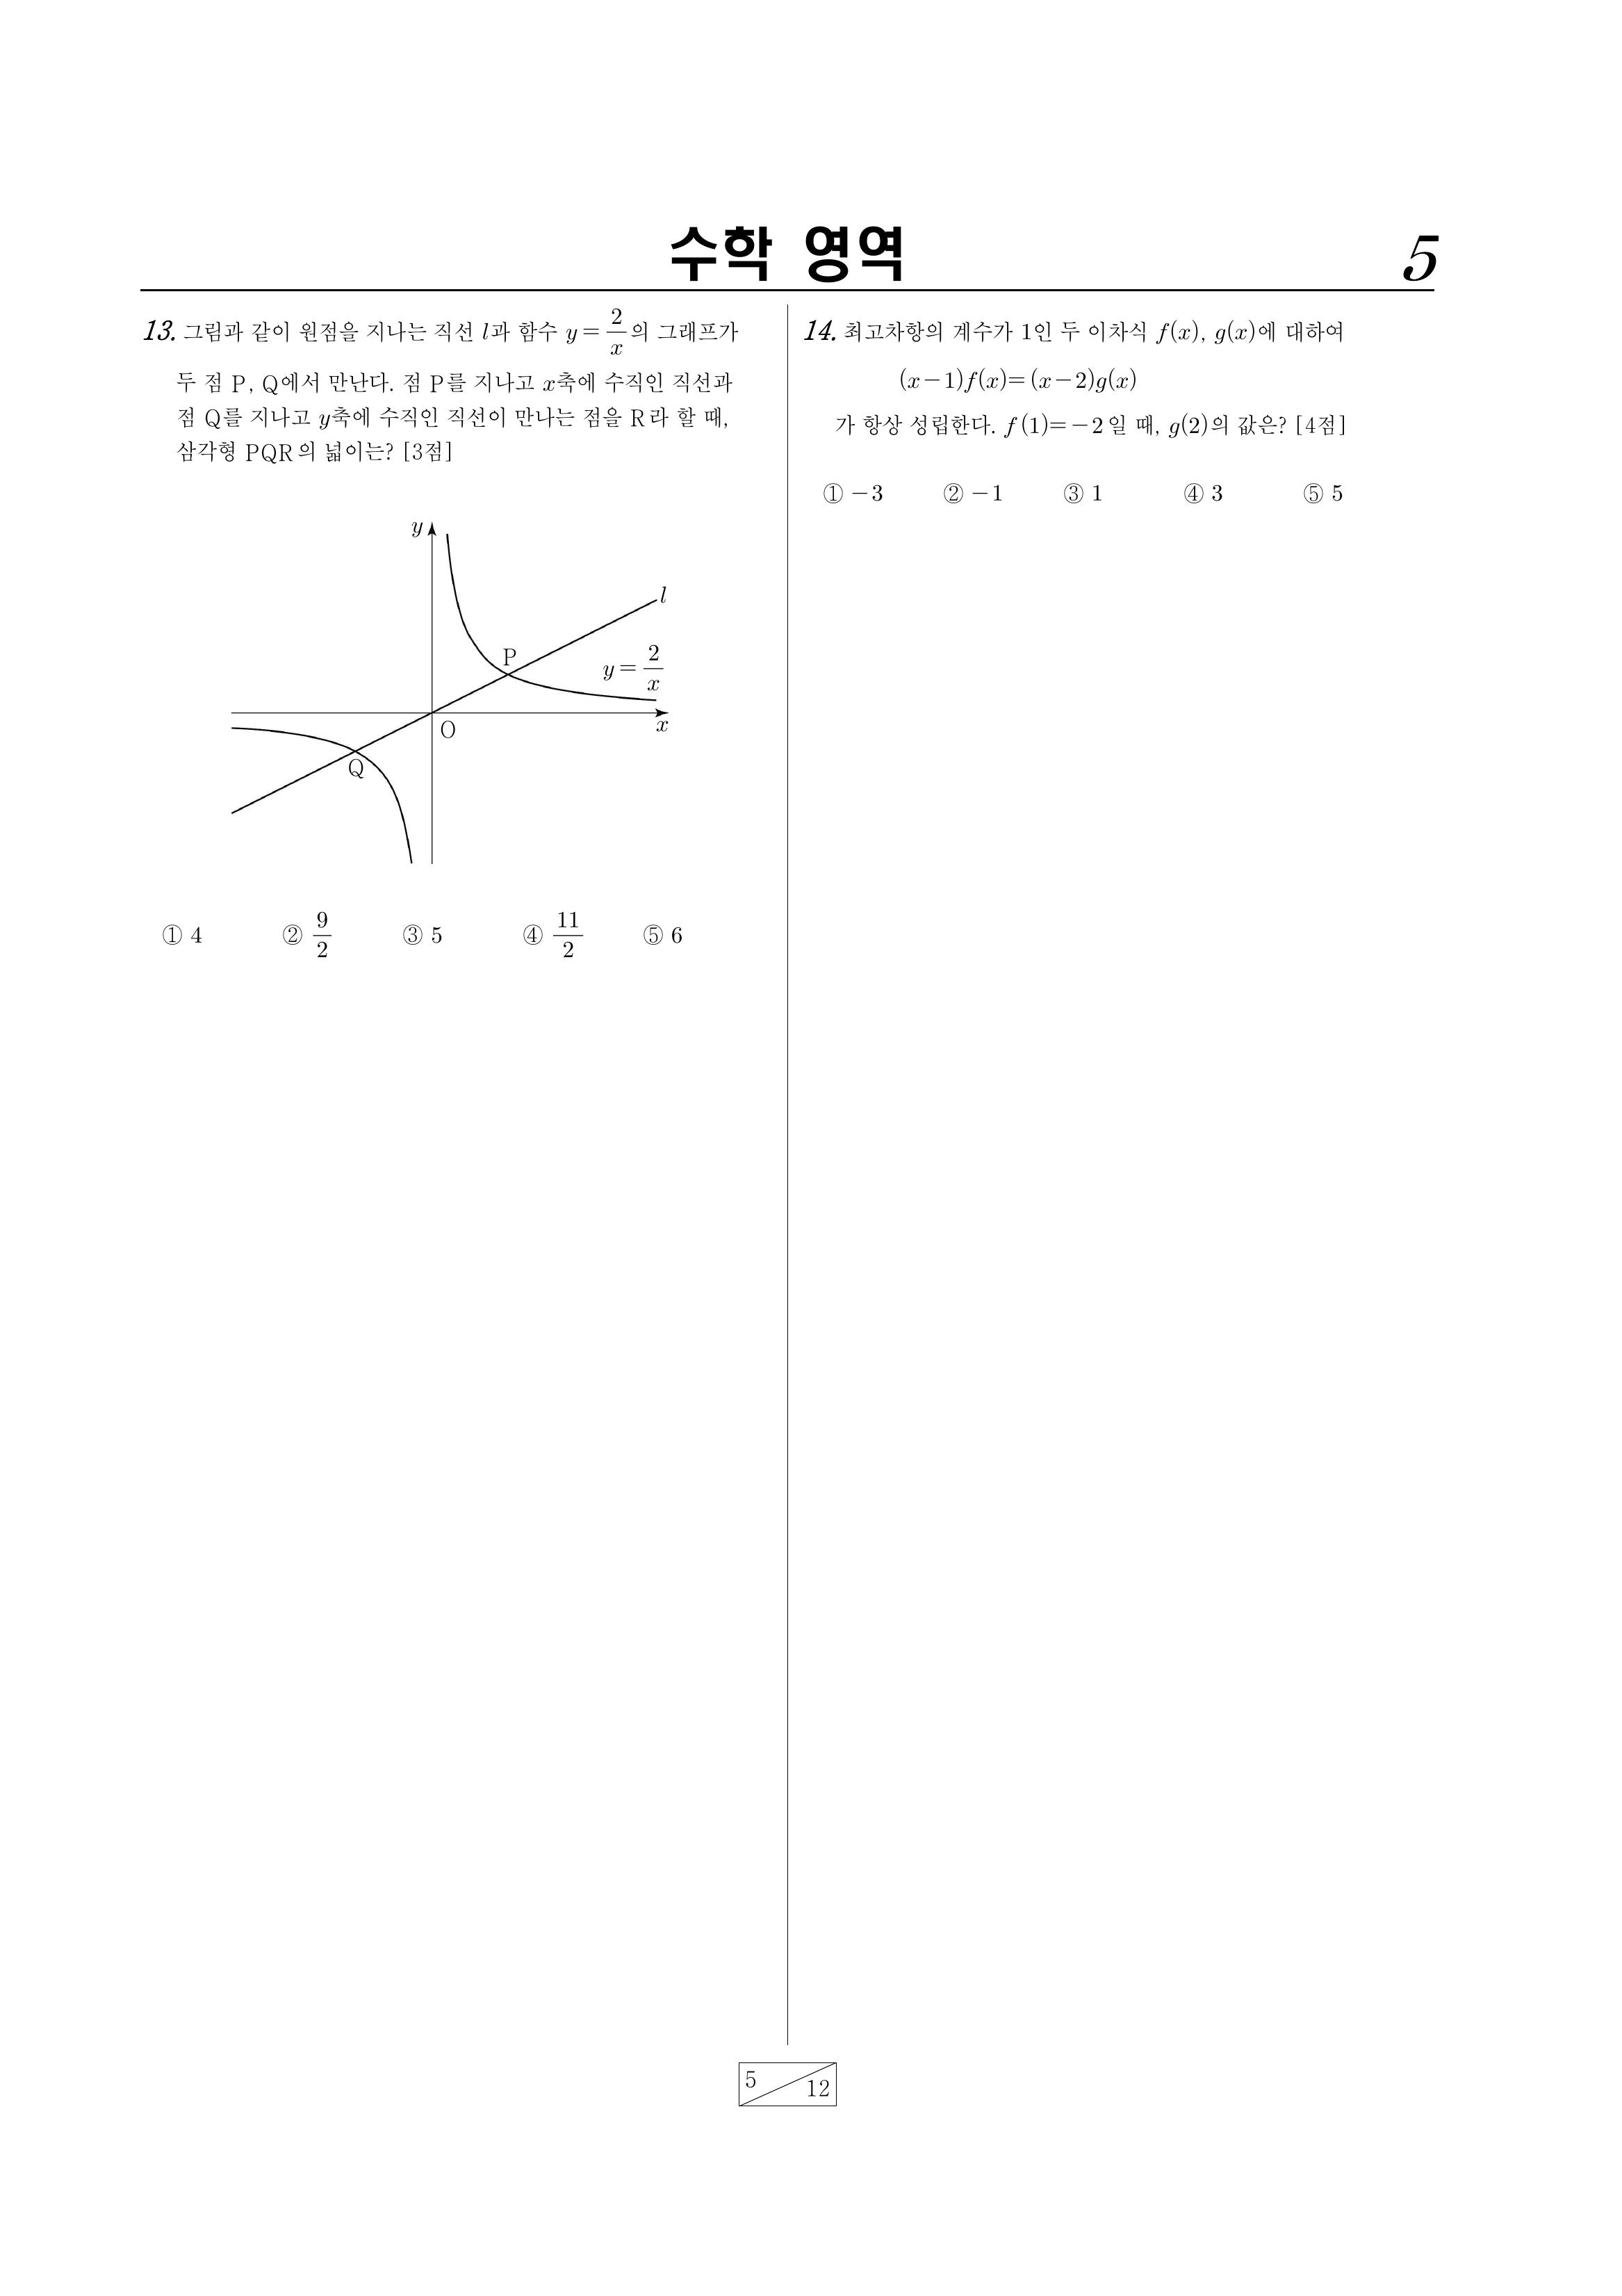 수학 영역
5
13. 그림과 같이 원점을 지나는 직선 l과 함수 y = 2/x 의 그래프가
두 점 P, Q에서 만난다. 점 P를 지나고 x축에 수직인 직선과
점 Q를 지나고 y축에 수직인 직선이 만나는 점을 R라 할 때,
삼각형 PQR의 넓이는? [3점]
y
l
P
y = 2/x
O
x
Q
① 4 ② 9/2 ③ 5 ④ 11/2 ⑤ 6
14. 최고차항의 계수가 1인 두 이차식 f(x), g(x)에 대하여
(x-1)f(x)=(x-2)g(x)
가 항상 성립한다. f(1)=-2일 때, g(2)의 값은? [4점]
① -3 ② -1 ③ 1 ④ 3 ⑤ 5
5
12